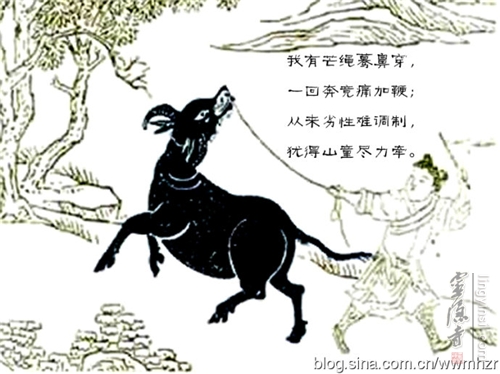 我有芒绳蓦鼻穿，
一回奔竞痛加鞭；
从来劣性难调制，
犹得山童尽力牵。
blog.sina.com.cn/wwmhzr